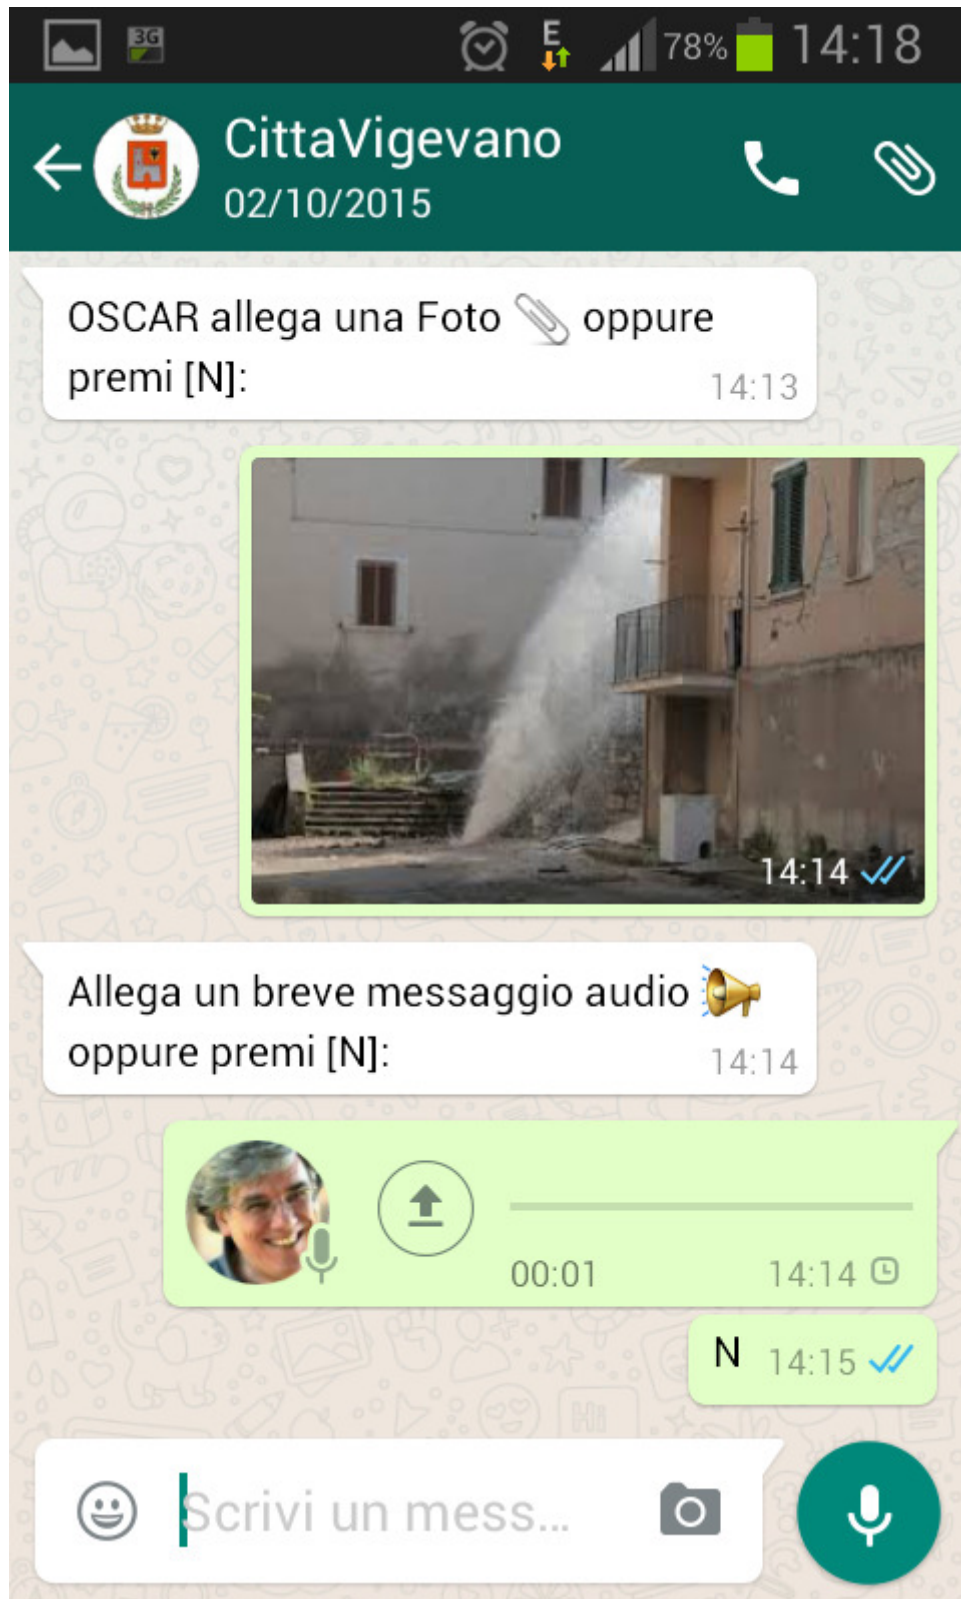 3G
E
78%
14:18
CittaVigevano
02/10/2015
OSCAR allega una Foto 📎 oppure
premi [N]:
14:13
14:14
Allega un breve messaggio audio 📢
oppure premi [N]:
14:14
00:01
14:14
N
14:15
Scrivi un mess...